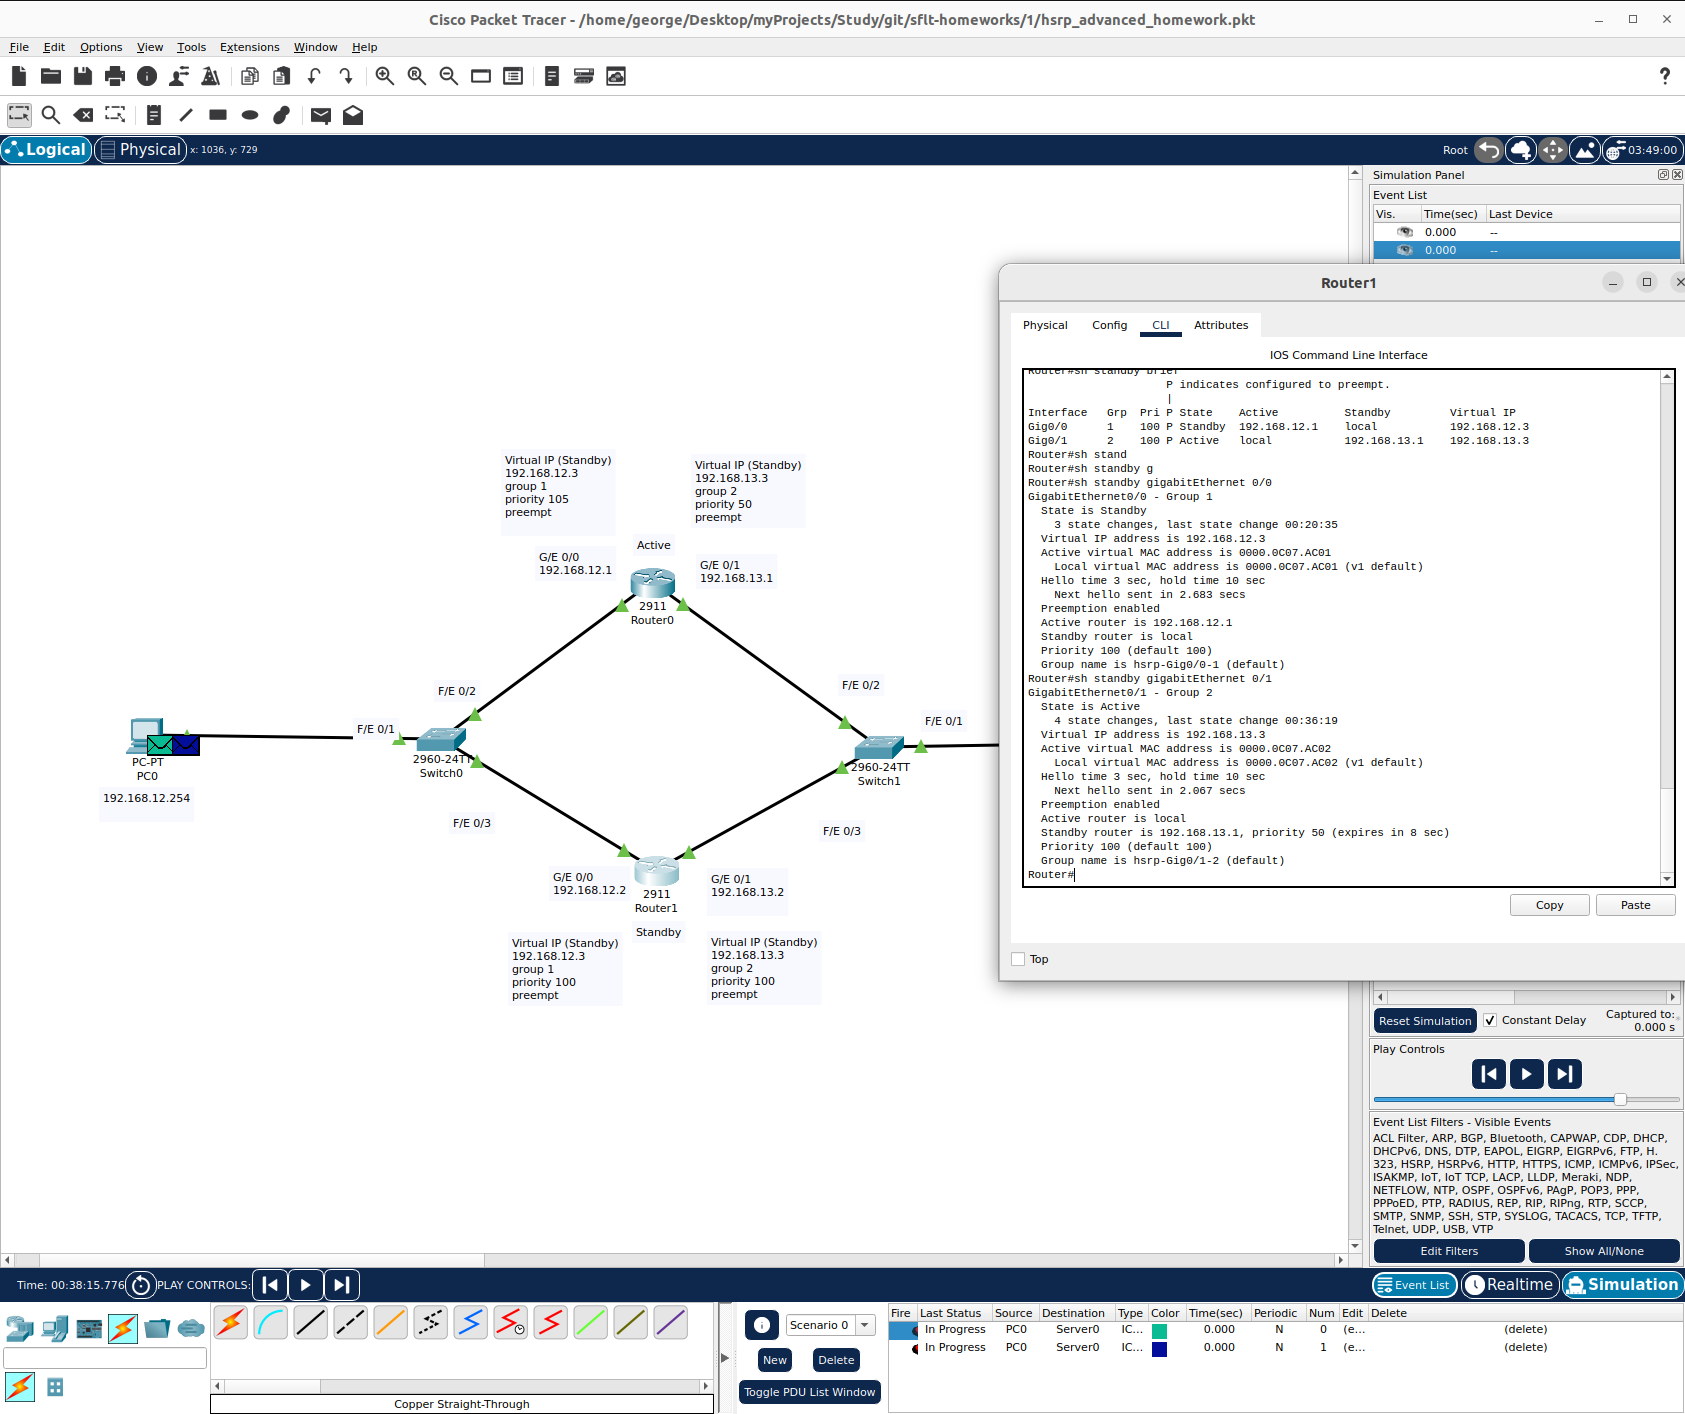 Cisco Packet Tracer - /home/george/Desktop/myProjects/Study/git/sflt-homeworks/1/hsrp_advanced_homework.pkt
File Edit Options View Tools Extensions Window Help
?
Logical Physical x: 1036, y: 729
Root 03:49:00
Simulation Panel
Event List
Vis. Time(sec) Last Device
0.000 --
0.000 --
Router1
Physical Config CLI Attributes
IOS Command Line Interface
Router#sh standby brief
P indicates configured to preempt.
|
Interface Grp Pri P State Active Standby Virtual IP
Gig0/0 1 100 P Standby 192.168.12.1 local 192.168.12.3
Gig0/1 2 100 P Active local 192.168.13.1 192.168.13.3
Router#sh stand
Router#sh standby g
Router#sh standby gigabitEthernet 0/0
GigabitEthernet0/0 - Group 1
State is Standby
3 state changes, last state change 00:20:35
Virtual IP address is 192.168.12.3
Active virtual MAC address is 0000.0C07.AC01
Local virtual MAC address is 0000.0C07.AC01 (v1 default)
Hello time 3 sec, hold time 10 sec
Next hello sent in 2.683 secs
Preemption enabled
Active router is 192.168.12.1
Standby router is local
Priority 100 (default 100)
Group name is hsrp-Gig0/0-1 (default)
Router#sh standby gigabitEthernet 0/1
GigabitEthernet0/1 - Group 2
State is Active
4 state changes, last state change 00:36:19
Virtual IP address is 192.168.13.3
Active virtual MAC address is 0000.0C07.AC02
Local virtual MAC address is 0000.0C07.AC02 (v1 default)
Hello time 3 sec, hold time 10 sec
Next hello sent in 2.067 secs
Preemption enabled
Active router is local
Standby router is 192.168.13.1, priority 50 (expires in 8 sec)
Priority 100 (default 100)
Group name is hsrp-Gig0/1-2 (default)
Router#
Copy Paste
Top
Virtual IP (Standby)
192.168.12.3
group 1
priority 105
preempt
Virtual IP (Standby)
192.168.13.3
group 2
priority 50
preempt
Active
G/E 0/0
192.168.12.1
G/E 0/1
192.168.13.1
2911
Router0
F/E 0/2
F/E 0/2
F/E 0/1
F/E 0/1
PC-PT
PC0
192.168.12.254
2960-24TT
Switch0
2960-24TT
Switch1
F/E 0/3
F/E 0/3
G/E 0/0
192.168.12.2
G/E 0/1
192.168.13.2
2911
Router1
Standby
Virtual IP (Standby)
192.168.12.3
group 1
priority 100
preempt
Virtual IP (Standby)
192.168.13.3
group 2
priority 100
preempt
Reset Simulation Constant Delay Captured to:
0.000 s
Play Controls
Event List Filters - Visible Events
ACL Filter, ARP, BGP, Bluetooth, CAPWAP, CDP, DHCP,
DHCPv6, DNS, DTP, EAPOL, EIGRP, EIGRPv6, FTP, H.
323, HSRP, HSRPv6, HTTP, HTTPS, ICMP, ICMPv6, IPSec,
ISAKMP, IoT, IoT TCP, LACP, LLDP, Meraki, NDP,
NETFLOW, NTP, OSPF, OSPFv6, PAgP, POP3, PPP,
PPPoED, PTP, RADIUS, REP, RIP, RIPng, RTP, SCCP,
SMTP, SNMP, SSH, STP, SYSLOG, TACACS, TCP, TFTP,
Telnet, UDP, USB, VTP
Edit Filters Show All/None
Time: 00:38:15.776 PLAY CONTROLS:
Event List Realtime Simulation
Scenario 0
New Delete
Toggle PDU List Window
Copper Straight-Through
Fire Last Status Source Destination Type Color Time(sec) Periodic Num Edit Delete
In Progress PC0 Server0 IC... 0.000 N 0 (e... (delete)
In Progress PC0 Server0 IC... 0.000 N 1 (e... (delete)